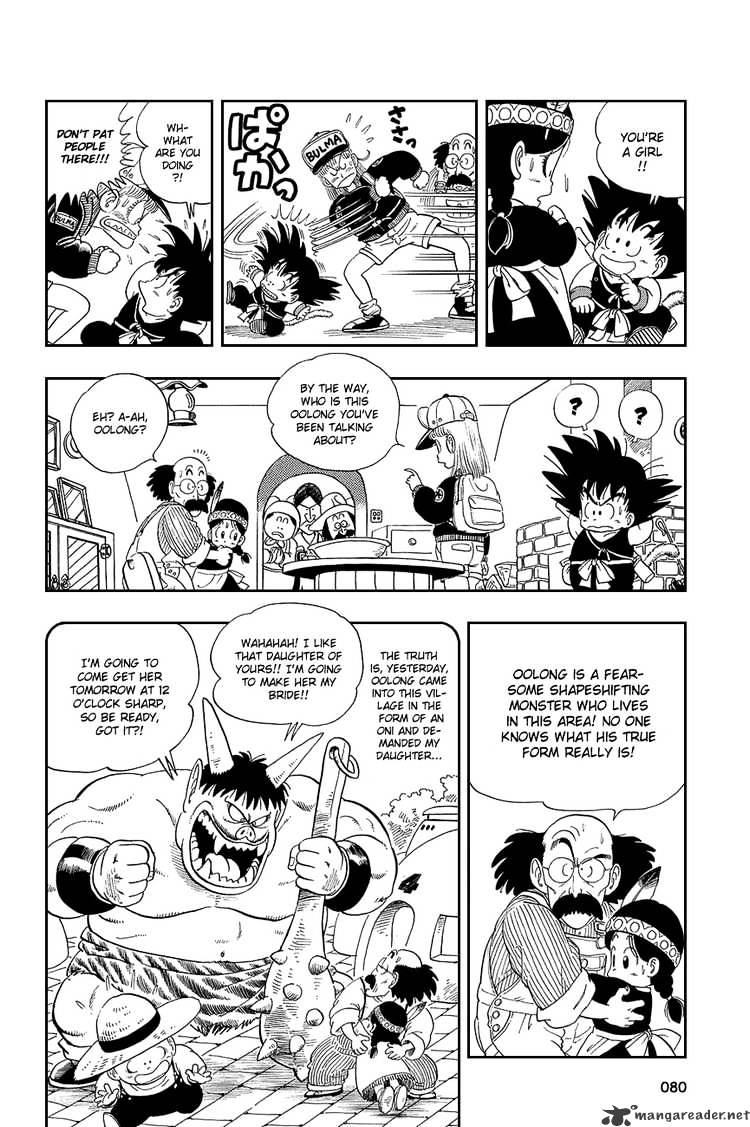 YOU'RE
A GIRL
!!
ささっ
ぱかっ
BULMA
WH-
WHAT
ARE YOU
DOING
?!
DON'T PAT
PEOPLE
THERE!!!
BULMA
?
?
BY THE WAY,
WHO IS THIS
OOLONG YOU'VE
BEEN TALKING
ABOUT?
EH? A-AH,
OOLONG?
OOLONG IS A FEAR-
SOME SHAPESHIFTING
MONSTER WHO LIVES
IN THIS AREA! NO ONE
KNOWS WHAT HIS TRUE
FORM REALLY IS!
THE TRUTH
IS, YESTERDAY,
OOLONG CAME
INTO THIS VIL-
LAGE IN THE
FORM OF AN
ONI AND DE-
MANDED MY
DAUGHTER...
WAHAHAH! I LIKE
THAT DAUGHTER OF
YOURS!! I'M GOING
TO MAKE HER MY
BRIDE!!
I'M GOING TO
COME GET HER
TOMORROW AT 12
O'CLOCK SHARP,
SO BE READY,
GOT IT?!
080
mangareader.net